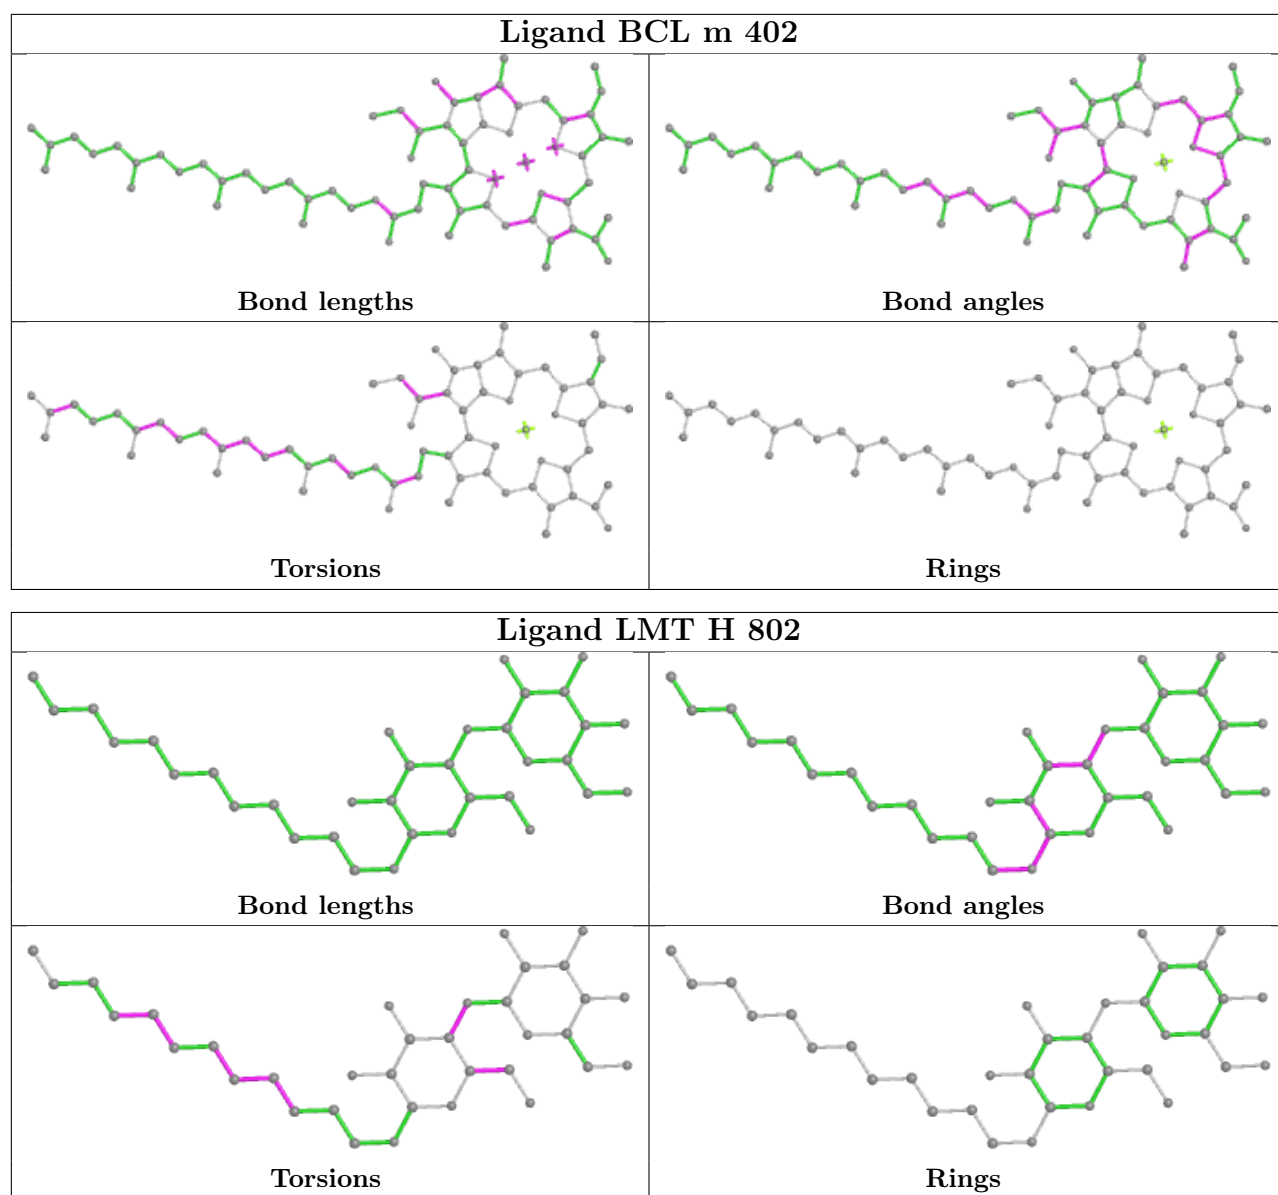 Ligand BCL m 402
Bond lengths
Bond angles
Torsions
Rings
Ligand LMT H 802
Bond lengths
Bond angles
Torsions
Rings